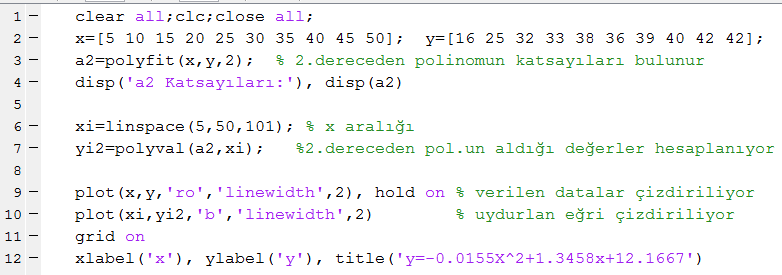 1 - clear all;clc;close all;
2 - x=[5 10 15 20 25 30 35 40 45 50]; y=[16 25 32 33 38 36 39 40 42 42];
3 - a2=polyfit(x,y,2); % 2.dereceden polinomun katsayıları bulunur
4 - disp('a2 Katsayıları:'), disp(a2)
5
6 - xi=linspace(5,50,101); % x aralığı
7 - yi2=polyval(a2,xi); %2.dereceden pol.un aldığı değerler hesaplanıyor
8
9 - plot(x,y,'ro','linewidth',2), hold on % verilen datalar çizdiriliyor
10 - plot(xi,yi2,'b','linewidth',2) % uydurlan eğri çizdiriliyor
11 - grid on
12 - xlabel('x'), ylabel('y'), title('y=-0.0155X^2+1.3458x+12.1667')